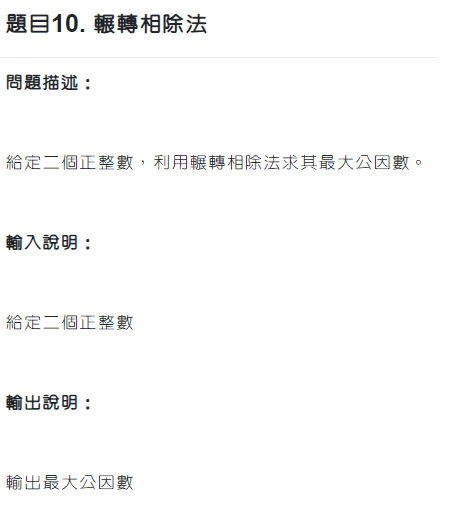 題目10. 輾轉相除法
問題描述：
給定二個正整數，利用輾轉相除法求其最大公因數。
輸入說明：
給定二個正整數
輸出說明：
輸出最大公因數